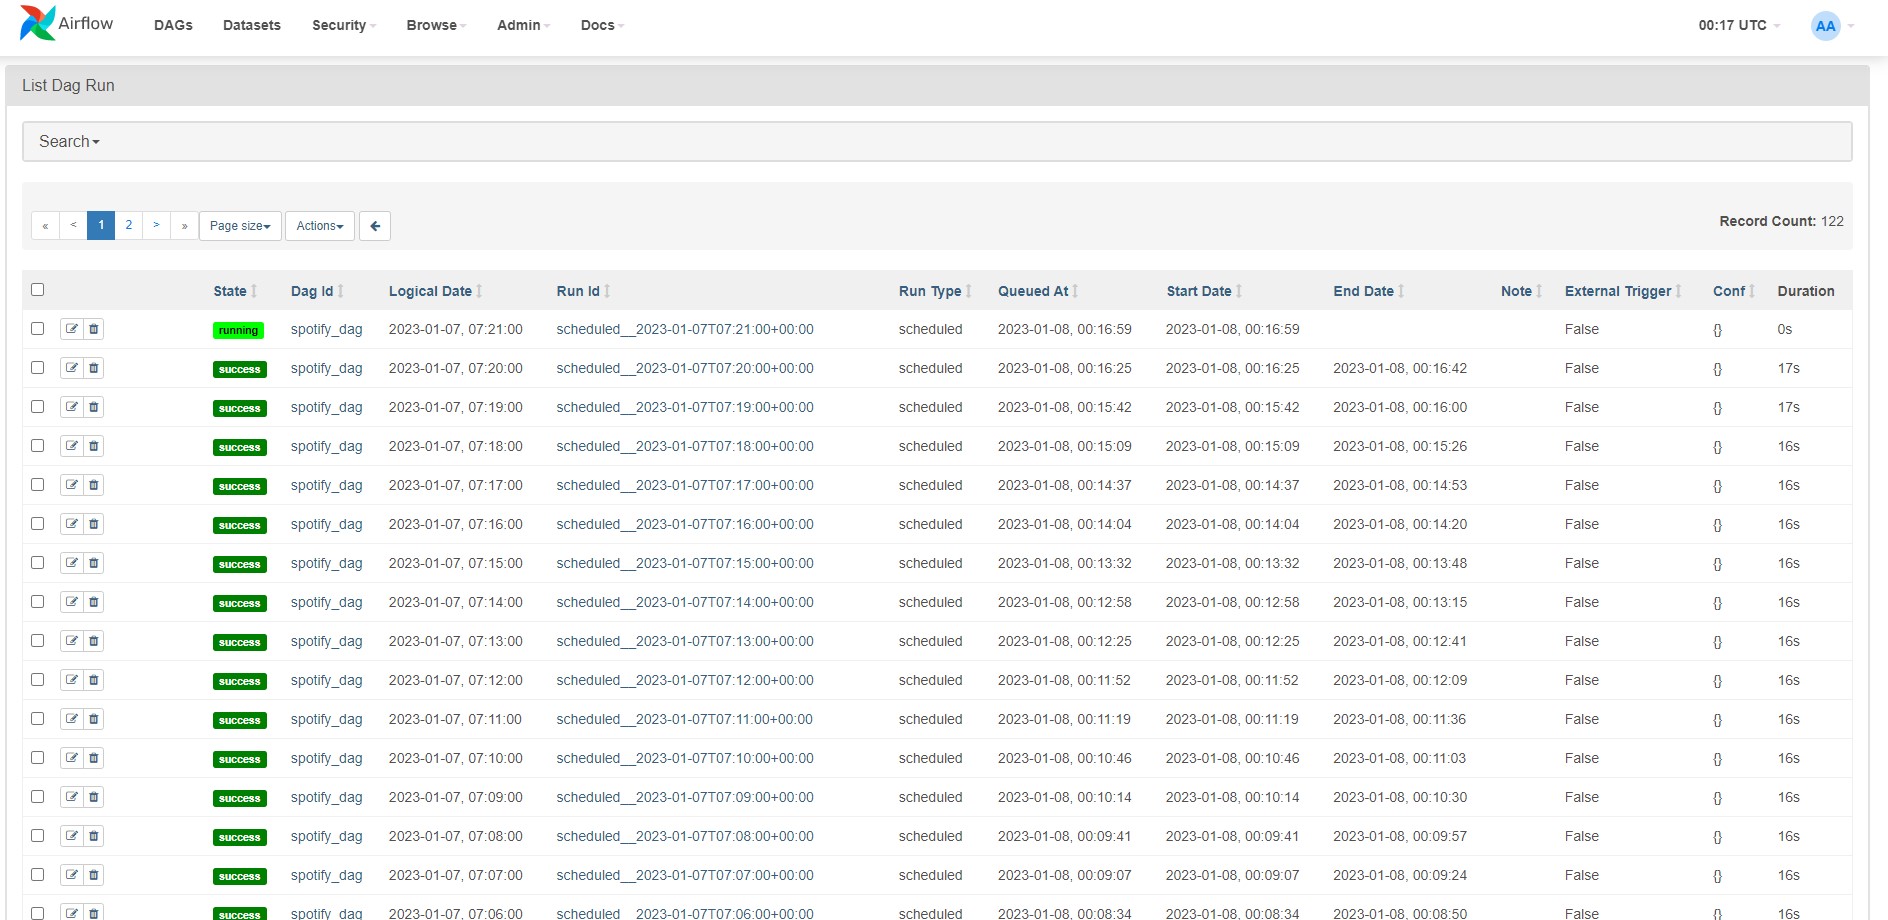 Airflow DAGs Datasets Security Browse Admin Docs 00:17 UTC AA
List Dag Run
Search
« < 1 2 > » Page size Actions Record Count: 122
State Dag Id Logical Date Run Id Run Type Queued At Start Date End Date Note External Trigger Conf Duration
running spotify_dag 2023-01-07, 07:21:00 scheduled__2023-01-07T07:21:00+00:00 scheduled 2023-01-08, 00:16:59 2023-01-08, 00:16:59 False {} 0s
success spotify_dag 2023-01-07, 07:20:00 scheduled__2023-01-07T07:20:00+00:00 scheduled 2023-01-08, 00:16:25 2023-01-08, 00:16:25 2023-01-08, 00:16:42 False {} 17s
success spotify_dag 2023-01-07, 07:19:00 scheduled__2023-01-07T07:19:00+00:00 scheduled 2023-01-08, 00:15:42 2023-01-08, 00:15:42 2023-01-08, 00:16:00 False {} 17s
success spotify_dag 2023-01-07, 07:18:00 scheduled__2023-01-07T07:18:00+00:00 scheduled 2023-01-08, 00:15:09 2023-01-08, 00:15:09 2023-01-08, 00:15:26 False {} 16s
success spotify_dag 2023-01-07, 07:17:00 scheduled__2023-01-07T07:17:00+00:00 scheduled 2023-01-08, 00:14:37 2023-01-08, 00:14:37 2023-01-08, 00:14:53 False {} 16s
success spotify_dag 2023-01-07, 07:16:00 scheduled__2023-01-07T07:16:00+00:00 scheduled 2023-01-08, 00:14:04 2023-01-08, 00:14:04 2023-01-08, 00:14:20 False {} 16s
success spotify_dag 2023-01-07, 07:15:00 scheduled__2023-01-07T07:15:00+00:00 scheduled 2023-01-08, 00:13:32 2023-01-08, 00:13:32 2023-01-08, 00:13:48 False {} 16s
success spotify_dag 2023-01-07, 07:14:00 scheduled__2023-01-07T07:14:00+00:00 scheduled 2023-01-08, 00:12:58 2023-01-08, 00:12:58 2023-01-08, 00:13:15 False {} 16s
success spotify_dag 2023-01-07, 07:13:00 scheduled__2023-01-07T07:13:00+00:00 scheduled 2023-01-08, 00:12:25 2023-01-08, 00:12:25 2023-01-08, 00:12:41 False {} 16s
success spotify_dag 2023-01-07, 07:12:00 scheduled__2023-01-07T07:12:00+00:00 scheduled 2023-01-08, 00:11:52 2023-01-08, 00:11:52 2023-01-08, 00:12:09 False {} 16s
success spotify_dag 2023-01-07, 07:11:00 scheduled__2023-01-07T07:11:00+00:00 scheduled 2023-01-08, 00:11:19 2023-01-08, 00:11:19 2023-01-08, 00:11:36 False {} 16s
success spotify_dag 2023-01-07, 07:10:00 scheduled__2023-01-07T07:10:00+00:00 scheduled 2023-01-08, 00:10:46 2023-01-08, 00:10:46 2023-01-08, 00:11:03 False {} 16s
success spotify_dag 2023-01-07, 07:09:00 scheduled__2023-01-07T07:09:00+00:00 scheduled 2023-01-08, 00:10:14 2023-01-08, 00:10:14 2023-01-08, 00:10:30 False {} 16s
success spotify_dag 2023-01-07, 07:08:00 scheduled__2023-01-07T07:08:00+00:00 scheduled 2023-01-08, 00:09:41 2023-01-08, 00:09:41 2023-01-08, 00:09:57 False {} 16s
success spotify_dag 2023-01-07, 07:07:00 scheduled__2023-01-07T07:07:00+00:00 scheduled 2023-01-08, 00:09:07 2023-01-08, 00:09:07 2023-01-08, 00:09:24 False {} 16s
success spotify_dag 2023-01-07, 07:06:00 scheduled__2023-01-07T07:06:00+00:00 scheduled 2023-01-08, 00:08:34 2023-01-08, 00:08:34 2023-01-08, 00:08:50 False {} 16s